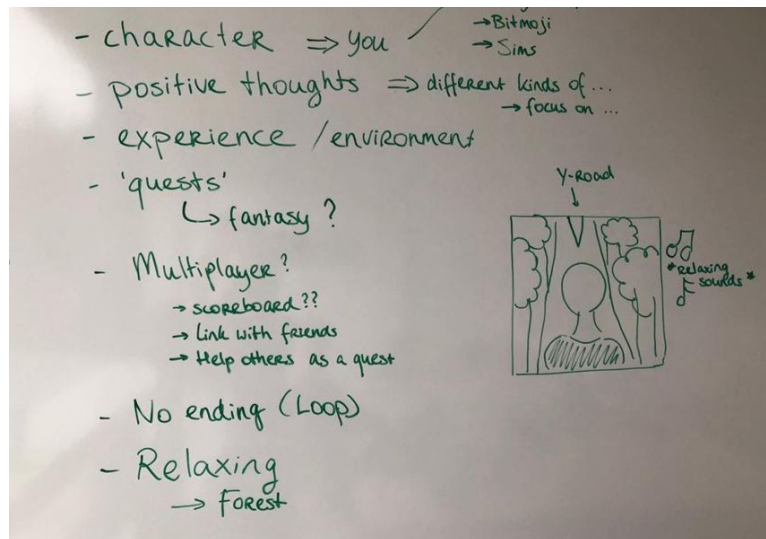 - character ⇒ you
→ Bitmoji
→ Sims
- positive thoughts ⇒ different kinds of ...
→ focus on ...
- experience / environment
- 'quests'
↳ fantasy ?
- Multiplayer ?
→ scoreboard ??
→ Link with friends
→ Help others as a quest
- No ending (Loop)
- Relaxing
→ Forest
Y-Road
*relaxing
sounds*